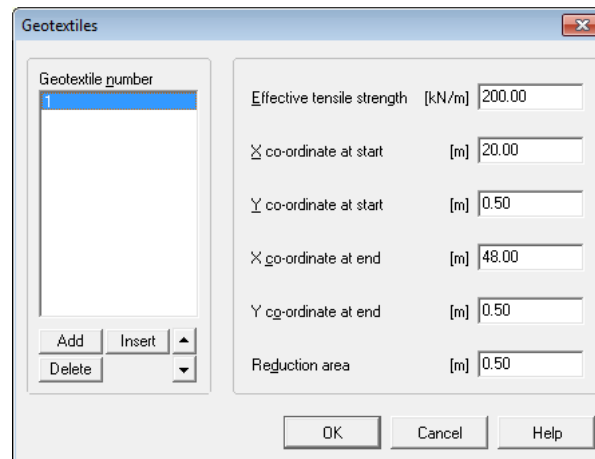 Geotextiles
Geotextile number
1
Add Insert
Delete
Effective tensile strength [kN/m] 200.00
X co-ordinate at start [m] 20.00
Y co-ordinate at start [m] 0.50
X co-ordinate at end [m] 48.00
Y co-ordinate at end [m] 0.50
Reduction area [m] 0.50
OK Cancel Help